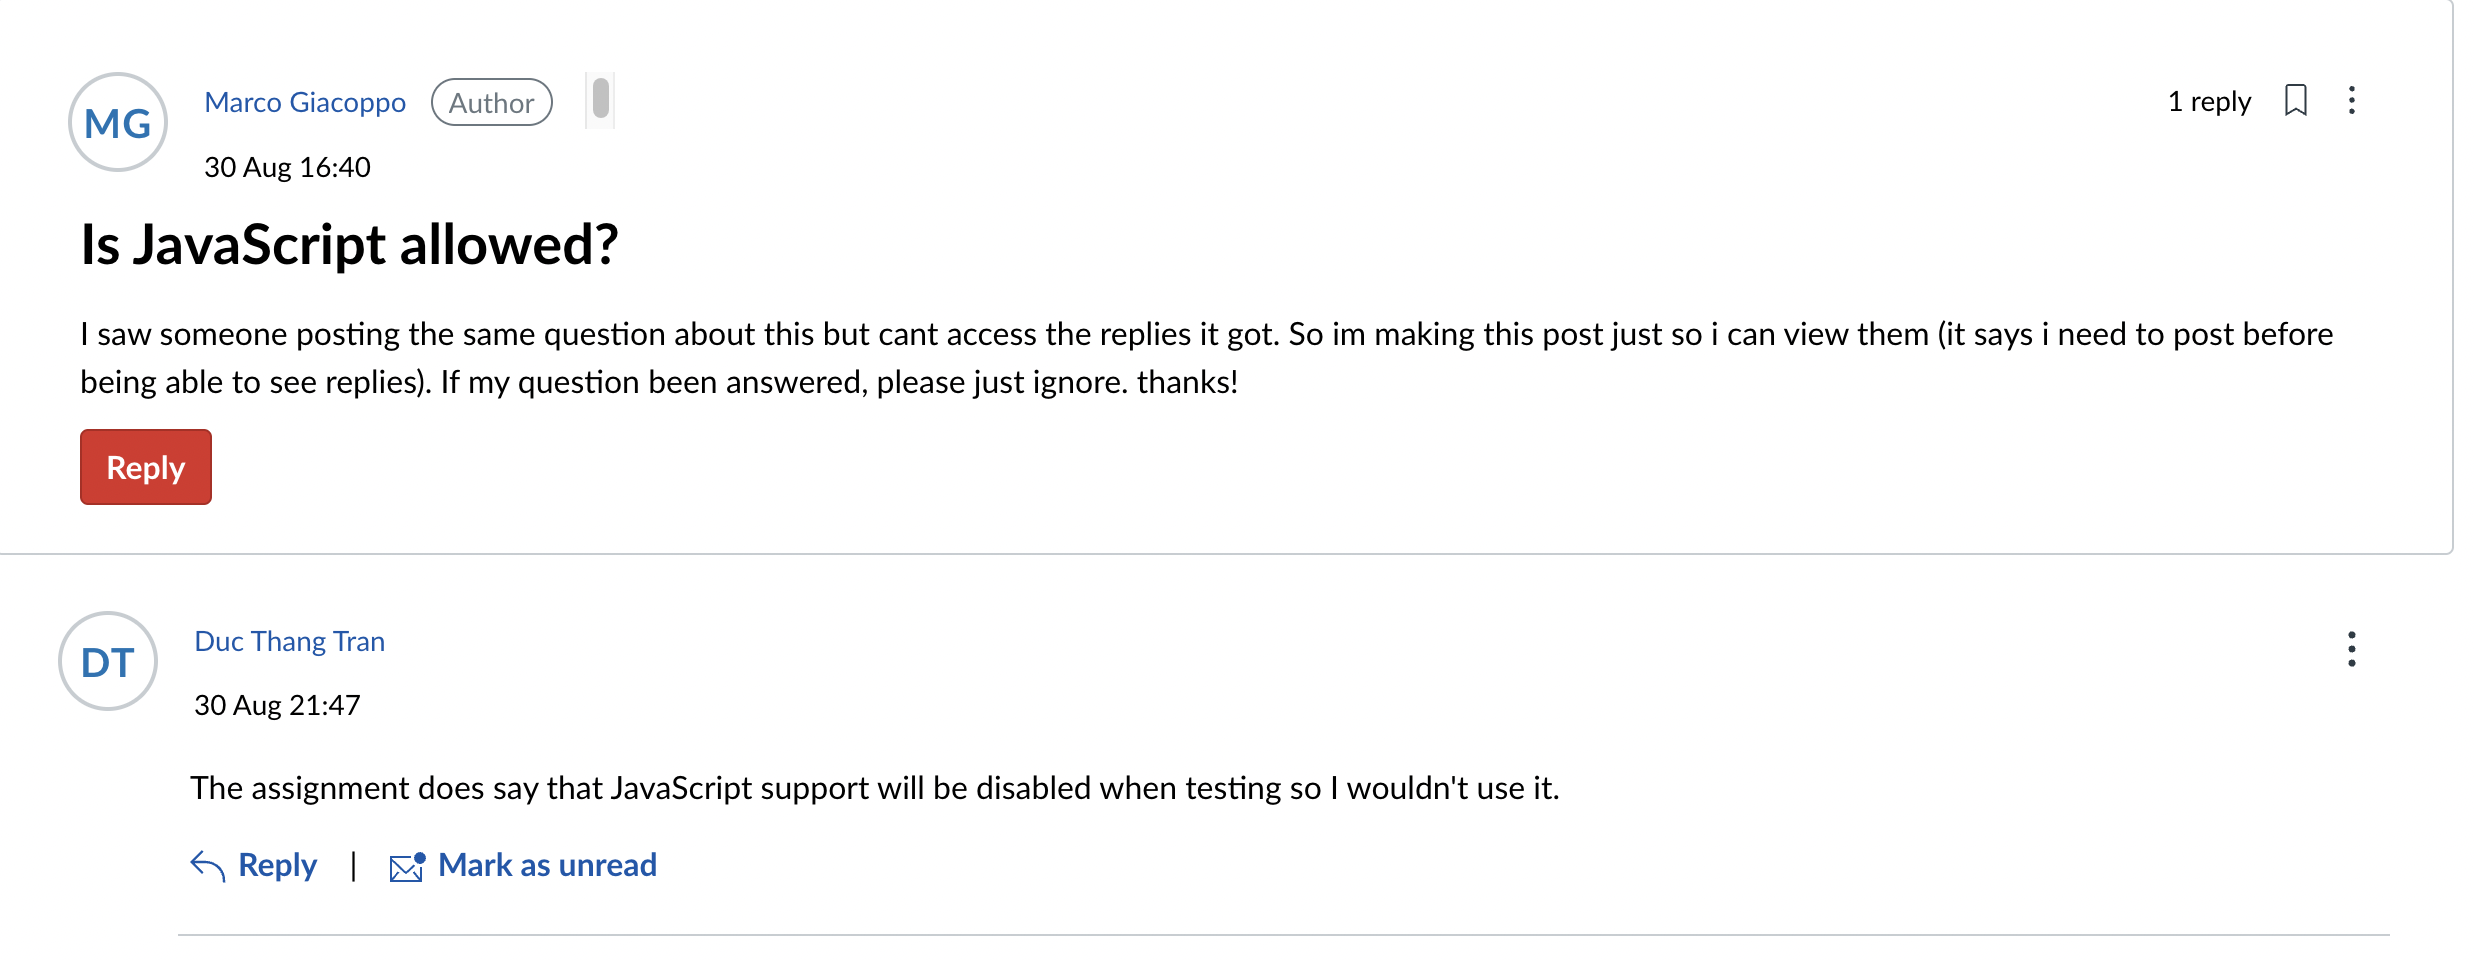 MG
Marco Giacoppo Author
1 reply
30 Aug 16:40
Is JavaScript allowed?
I saw someone posting the same question about this but cant access the replies it got. So im making this post just so i can view them (it says i need to post before
being able to see replies). If my question been answered, please just ignore. thanks!
Reply
DT
Duc Thang Tran
30 Aug 21:47
The assignment does say that JavaScript support will be disabled when testing so I wouldn't use it.
Reply | Mark as unread